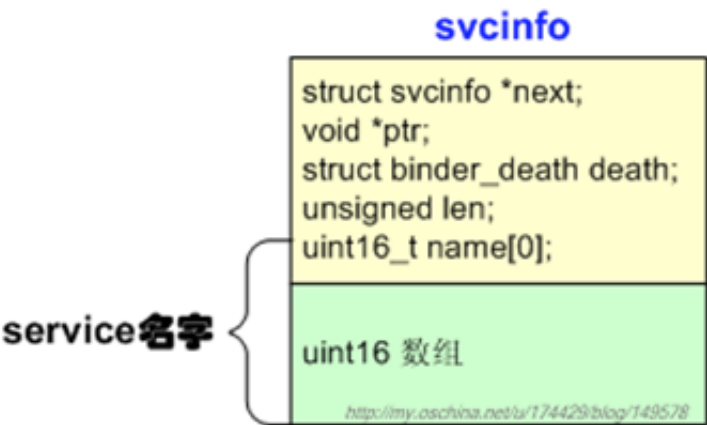 svcinfo
struct svcinfo *next;
void *ptr;
struct binder_death death;
unsigned len;
uint16_t name[0];
service名字
uint16 数组
http://my.oschina.net/u/174429/blog/149578